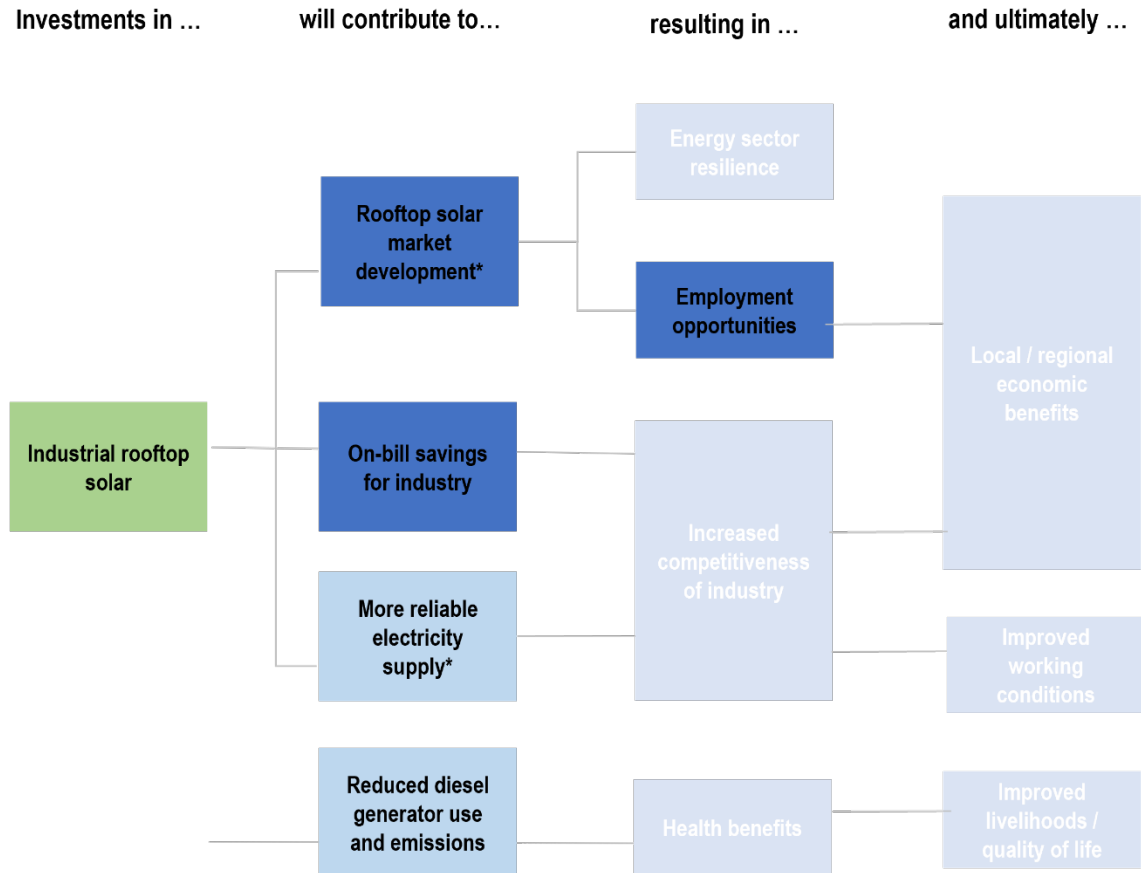 Investments in …
will contribute to…
resulting in …
and ultimately …
Energy sector
resilience
Rooftop solar
market
development*
Employment
opportunities
Local / regional
economic
benefits
Industrial rooftop
solar
On-bill savings
for industry
Increased
competitiveness
of industry
More reliable
electricity
supply*
Improved
working
conditions
Reduced diesel
generator use
and emissions
Health benefits
Improved
livelihoods /
quality of life